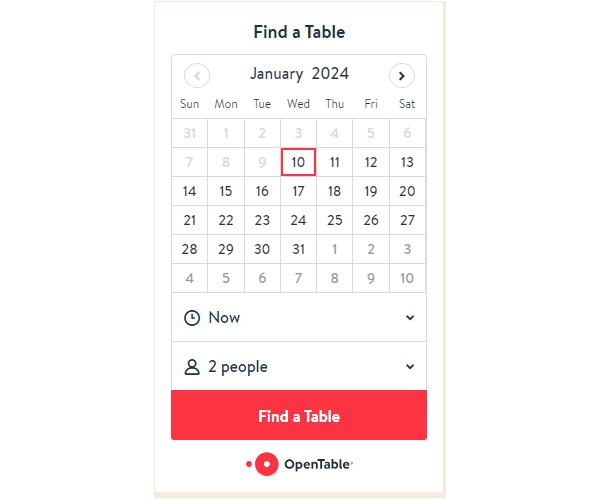 Find a Table
January 2024
Sun Mon Tue Wed Thu Fri Sat
31 1 2 3 4 5 6
7 8 9 10 11 12 13
14 15 16 17 18 19 20
21 22 23 24 25 26 27
28 29 30 31 1 2 3
4 5 6 7 8 9 10
Now
2 people
Find a Table
OpenTable